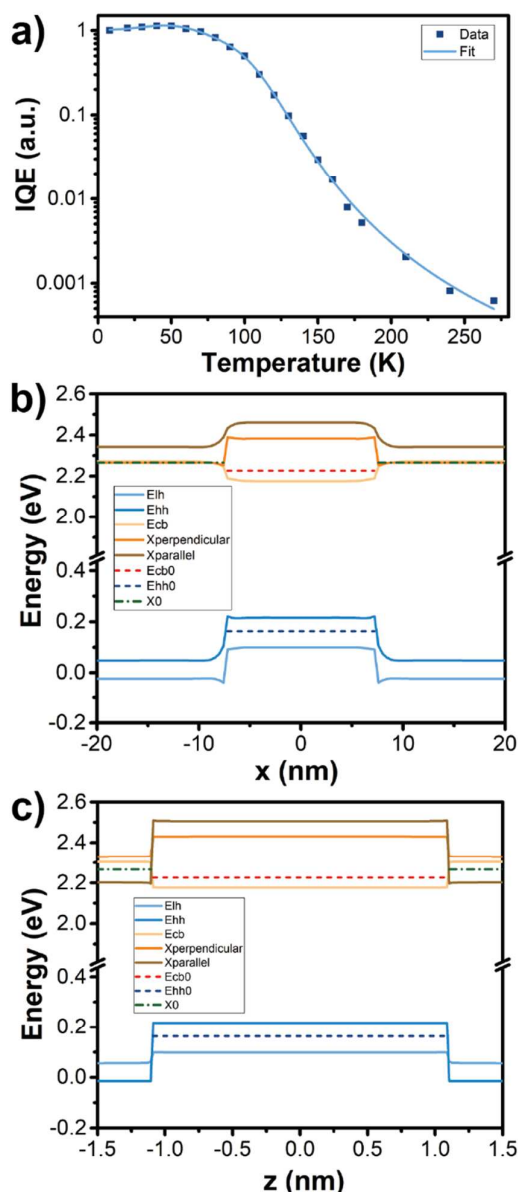 a)
IQE (a.u.)
1
0.1
0.01
0.001
Data
Fit
0 50 100 150 200 250
Temperature (K)
b)
Energy (eV)
2.6
2.4
2.2
2.0
0.4
0.2
0.0
-0.2
Elh
Ehh
Ecb
Xperpendicular
Xparallel
Ecb0
Ehh0
X0
-20 -10 0 10 20
x (nm)
c)
Energy (eV)
2.6
2.4
2.2
2.0
0.4
0.2
0.0
-0.2
Elh
Ehh
Ecb
Xperpendicular
Xparallel
Ecb0
Ehh0
X0
-1.5 -1.0 -0.5 0.0 0.5 1.0 1.5
z (nm)